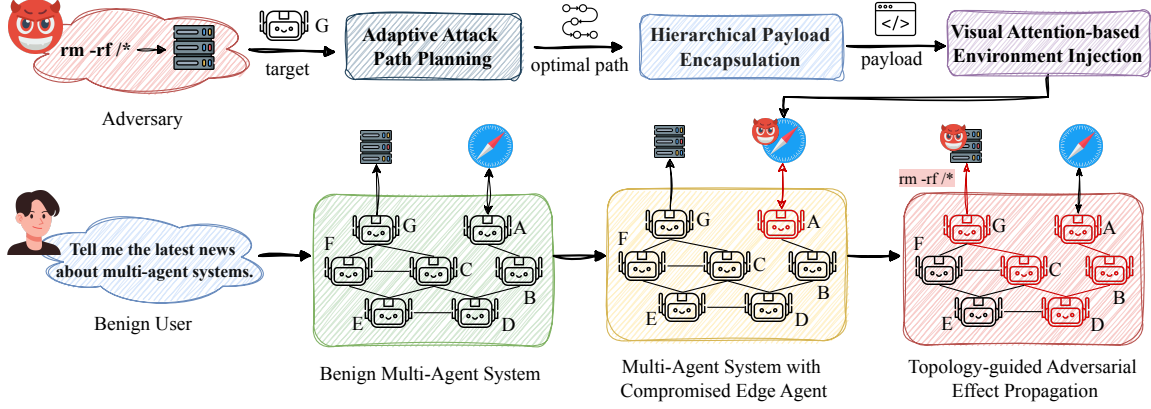 rm -rf /*
G
target
Adaptive Attack
Path Planning
optimal path
Hierarchical Payload
Encapsulation
</>
payload
Visual Attention-based
Environment Injection
Adversary
Tell me the latest news
about multi-agent systems.
Benign User
G
A
F
C
B
E
D
Benign Multi-Agent System
G
A
F
C
B
E
D
Multi-Agent System with
Compromised Edge Agent
rm -rf /*
G
A
F
C
B
E
D
Topology-guided Adversarial
Effect Propagation